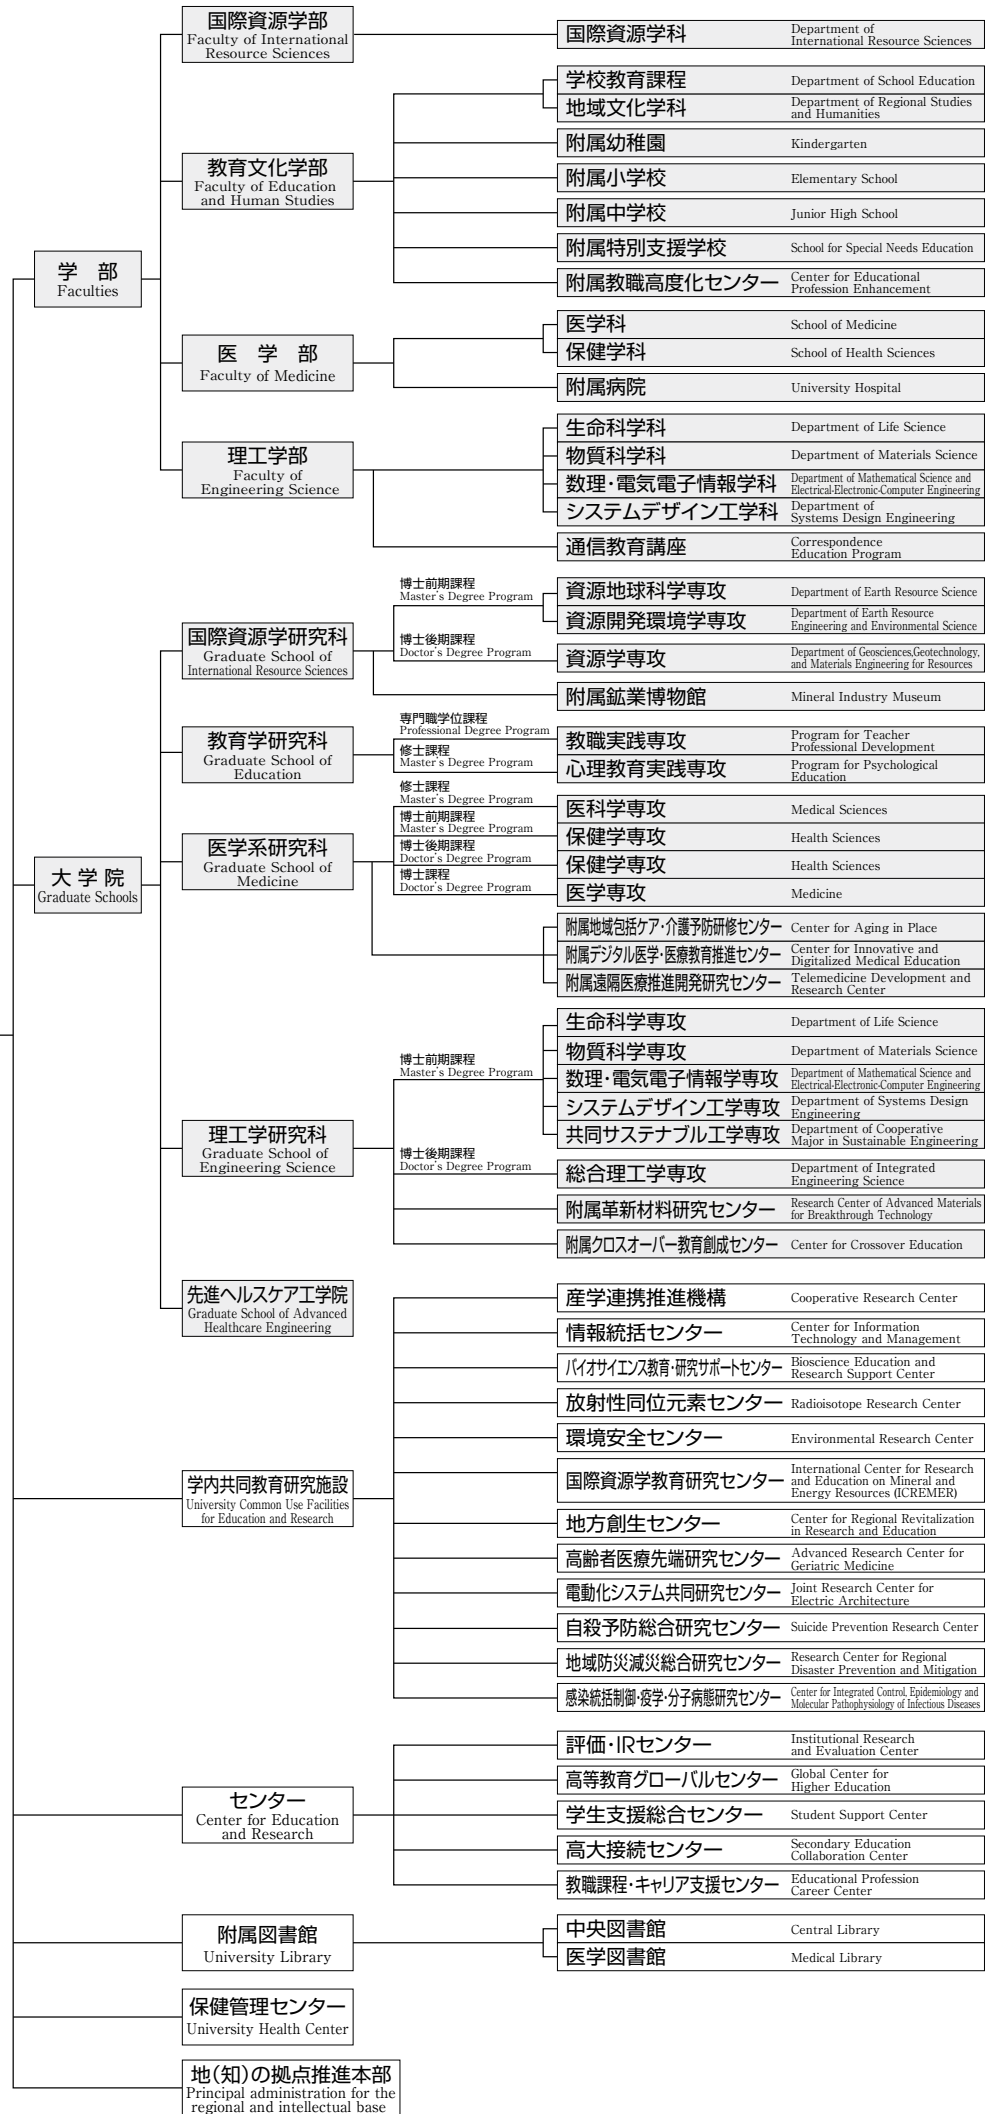 学　部
Faculties
国際資源学部
Faculty of International
Resource Sciences
国際資源学科
Department of
International Resource Sciences
教育文化学部
Faculty of Education
and Human Studies
学校教育課程
Department of School Education
地域文化学科
Department of Regional Studies
and Humanities
附属幼稚園
Kindergarten
附属小学校
Elementary School
附属中学校
Junior High School
附属特別支援学校
School for Special Needs Education
附属教職高度化センター
Center for Educational
Profession Enhancement
医　学　部
Faculty of Medicine
医学科
School of Medicine
保健学科
School of Health Sciences
附属病院
University Hospital
理工学部
Faculty of
Engineering Science
生命科学科
Department of Life Science
物質科学科
Department of Materials Science
数理・電気電子情報学科
Department of Mathematical Science and
Electrical-Electronic-Computer Engineering
システムデザイン工学科
Department of
Systems Design Engineering
通信教育講座
Correspondence
Education Program
大学院
Graduate Schools
国際資源学研究科
Graduate School of
International Resource Sciences
博士前期課程
Master's Degree Program
資源地球科学専攻
Department of Earth Resource Science
資源開発環境学専攻
Department of Earth Resource
Engineering and Environmental Science
博士後期課程
Doctor's Degree Program
資源学専攻
Department of Geosciences,Geotechnology,
and Materials Engineering for Resources
附属鉱業博物館
Mineral Industry Museum
教育学研究科
Graduate School of
Education
専門職学位課程
Professional Degree Program
教職実践専攻
Program for Teacher
Professional Development
修士課程
Master's Degree Program
心理教育実践専攻
Program for Psychological
Education
医学系研究科
Graduate School of
Medicine
修士課程
Master's Degree Program
医科学専攻
Medical Sciences
博士前期課程
Master's Degree Program
保健学専攻
Health Sciences
博士後期課程
Doctor's Degree Program
保健学専攻
Health Sciences
博士課程
Doctor's Degree Program
医学専攻
Medicine
附属地域包括ケア・介護予防研修センター
Center for Aging in Place
附属デジタル医学・医療教育推進センター
Center for Innovative and
Digitalized Medical Education
附属遠隔医療推進開発研究センター
Telemedicine Development and
Research Center
理工学研究科
Graduate School of
Engineering Science
博士前期課程
Master's Degree Program
生命科学専攻
Department of Life Science
物質科学専攻
Department of Materials Science
数理・電気電子情報学専攻
Department of Mathematical Science and
Electrical-Electronic-Computer Engineering
システムデザイン工学専攻
Department of Systems Design
Engineering
共同サステナブル工学専攻
Department of Cooperative
Major in Sustainable Engineering
博士後期課程
Doctor's Degree Program
総合理工学専攻
Department of Integrated
Engineering Science
附属革新材料研究センター
Research Center of Advanced Materials
for Breakthrough Technology
附属クロスオーバー教育創成センター
Center for Crossover Education
先進ヘルスケア工学院
Graduate School of Advanced
Healthcare Engineering
学内共同教育研究施設
University Common Use Facilities
for Education and Research
産学連携推進機構
Cooperative Research Center
情報統括センター
Center for Information
Technology and Management
バイオサイエンス教育・研究サポートセンター
Bioscience Education and
Research Support Center
放射性同位元素センター
Radioisotope Research Center
環境安全センター
Environmental Research Center
国際資源学教育研究センター
International Center for Research
and Education on Mineral and
Energy Resources (ICREMER)
地方創生センター
Center for Regional Revitalization
in Research and Education
高齢者医療先端研究センター
Advanced Research Center for
Geriatric Medicine
電動化システム共同研究センター
Joint Research Center for
Electric Architecture
自殺予防総合研究センター
Suicide Prevention Research Center
地域防災減災総合研究センター
Research Center for Regional
Disaster Prevention and Mitigation
感染統括制御・疫学・分子病態研究センター
Center for Integrated Control, Epidemiology and
Molecular Pathophysiology of Infectious Diseases
センター
Center for Education
and Research
評価・IRセンター
Institutional Research
and Evaluation Center
高等教育グローバルセンター
Global Center for
Higher Education
学生支援総合センター
Student Support Center
高大接続センター
Secondary Education
Collaboration Center
教職課程・キャリア支援センター
Educational Profession
Career Center
附属図書館
University Library
中央図書館
Central Library
医学図書館
Medical Library
保健管理センター
University Health Center
地(知)の拠点推進本部
Principal administration for the
regional and intellectual base